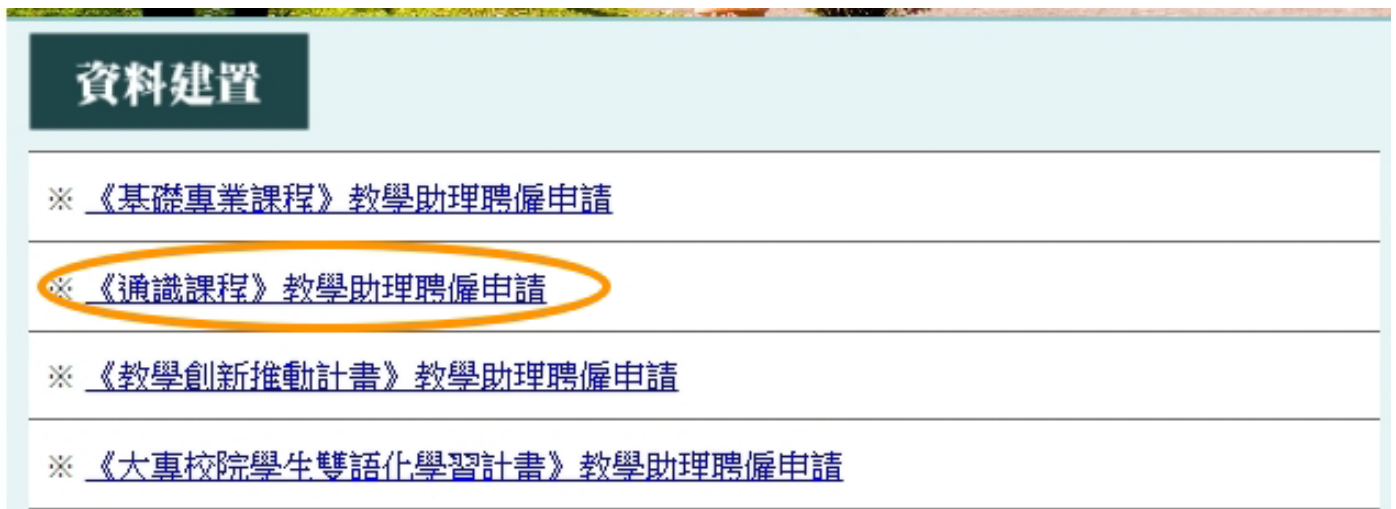 資料建置
※ 《基礎專業課程》教學助理聘僱申請
※ 《通識課程》教學助理聘僱申請
※ 《教學創新推動計畫》教學助理聘僱申請
※ 《大專校院學生雙語化學習計畫》教學助理聘僱申請